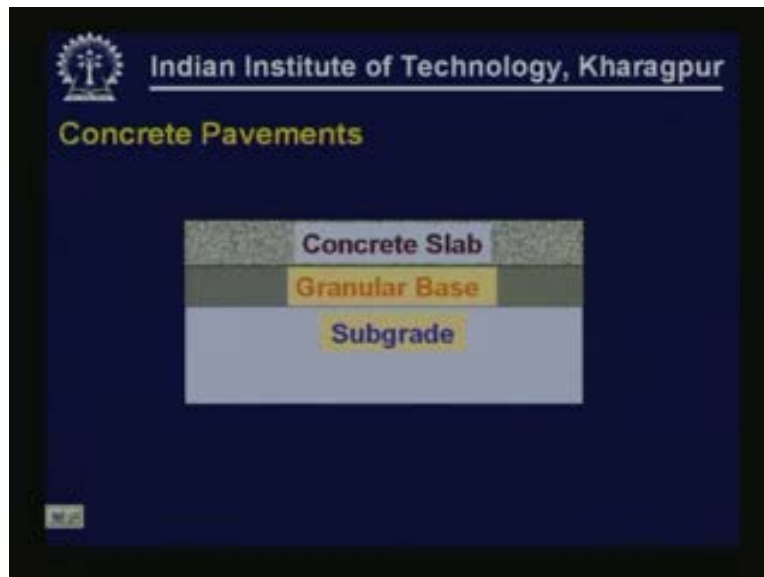 Indian Institute of Technology, Kharagpur
Concrete Pavements
Concrete Slab
Granular Base
Subgrade